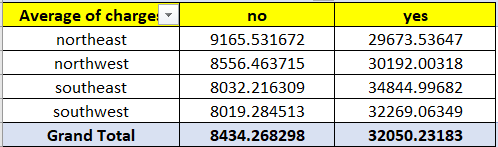 Average of charges no yes
northeast 9165.531672 29673.53647
northwest 8556.463715 30192.00318
southeast 8032.216309 34844.99682
southwest 8019.284513 32269.06349
Grand Total 8434.268298 32050.23183